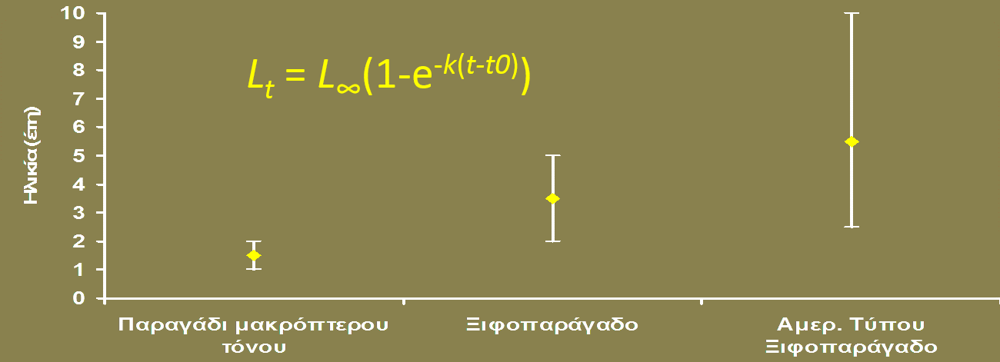 10
9
8
7
6
5
4
3
2
1
0
Ηλικία (έτη)
Lt = L∞(1-e-k(t-t0))
Παραγάδι μακρόπτερου
τόνου
Ξιφοπαράγαδο
Αμερ. Τύπου
Ξιφοπαράγαδο